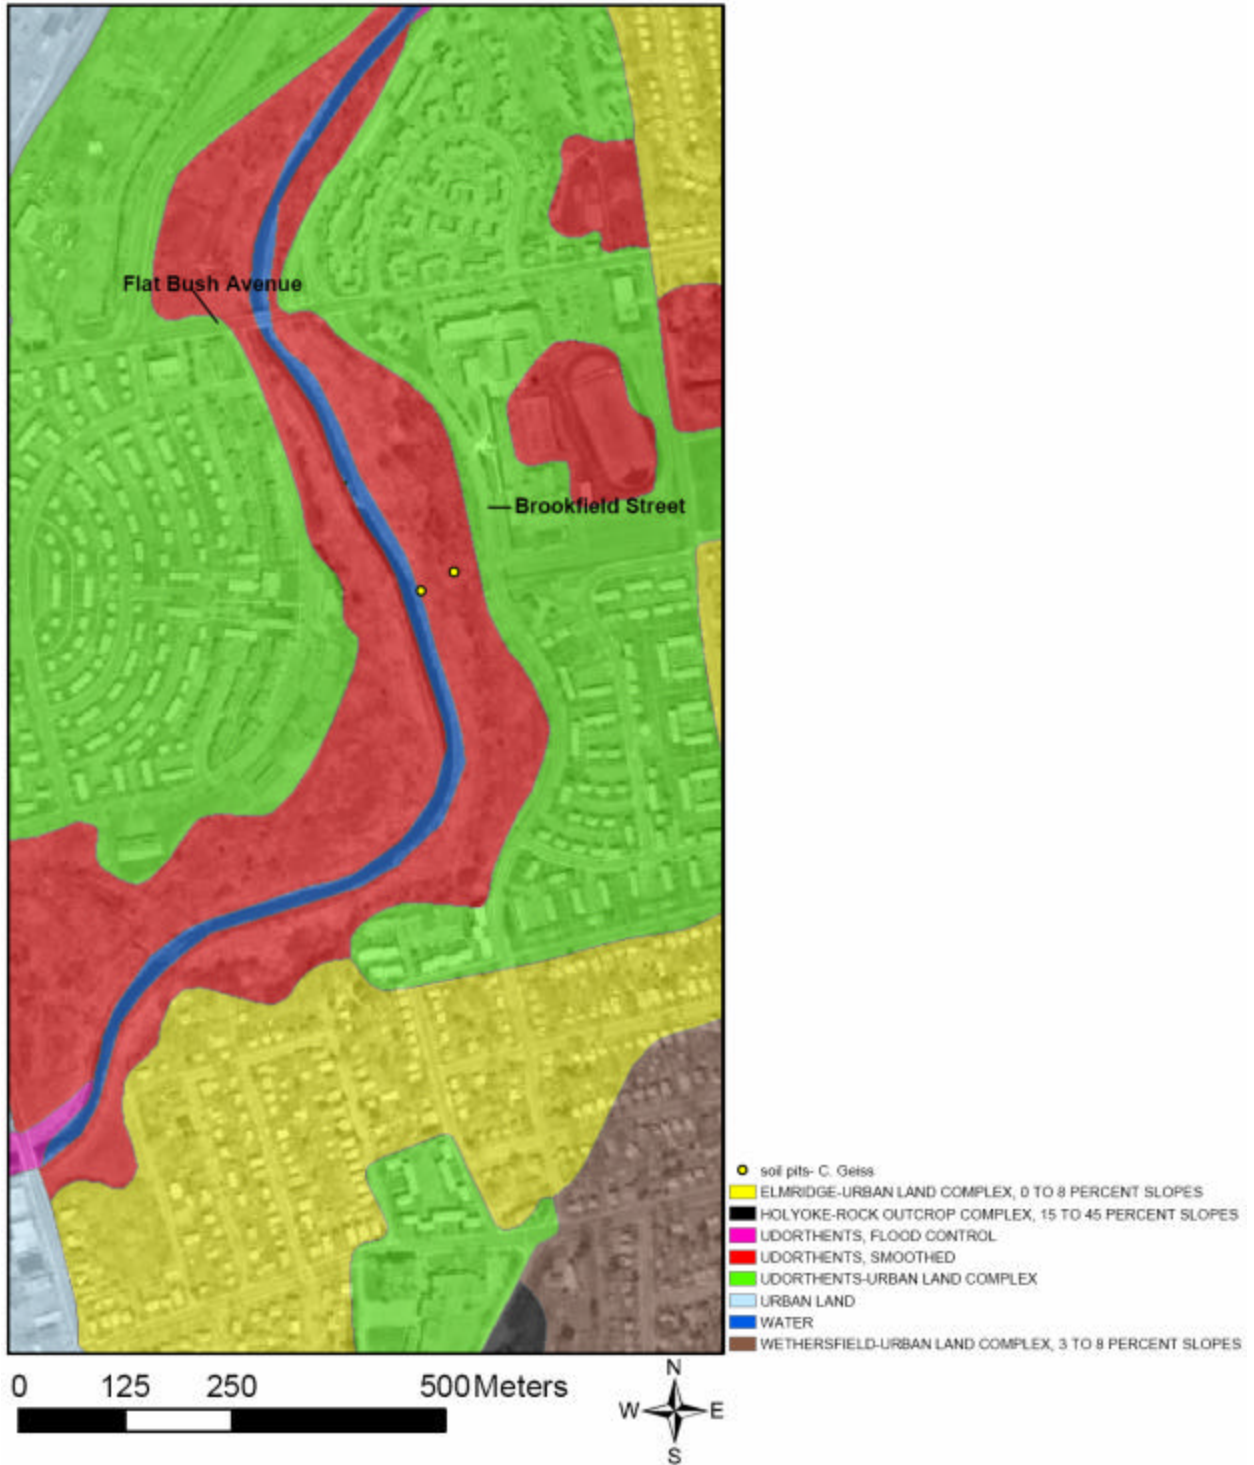 Flat Bush Avenue
Brookfield Street
soil pits- C. Geiss
ELMRIDGE-URBAN LAND COMPLEX, 0 TO 8 PERCENT SLOPES
HOLYOKE-ROCK OUTCROP COMPLEX, 15 TO 45 PERCENT SLOPES
UDORTHENTS, FLOOD CONTROL
UDORTHENTS, SMOOTHED
UDORTHENTS-URBAN LAND COMPLEX
URBAN LAND
WATER
WETHERSFIELD-URBAN LAND COMPLEX, 3 TO 8 PERCENT SLOPES
0 125 250 500 Meters
N
W E
S